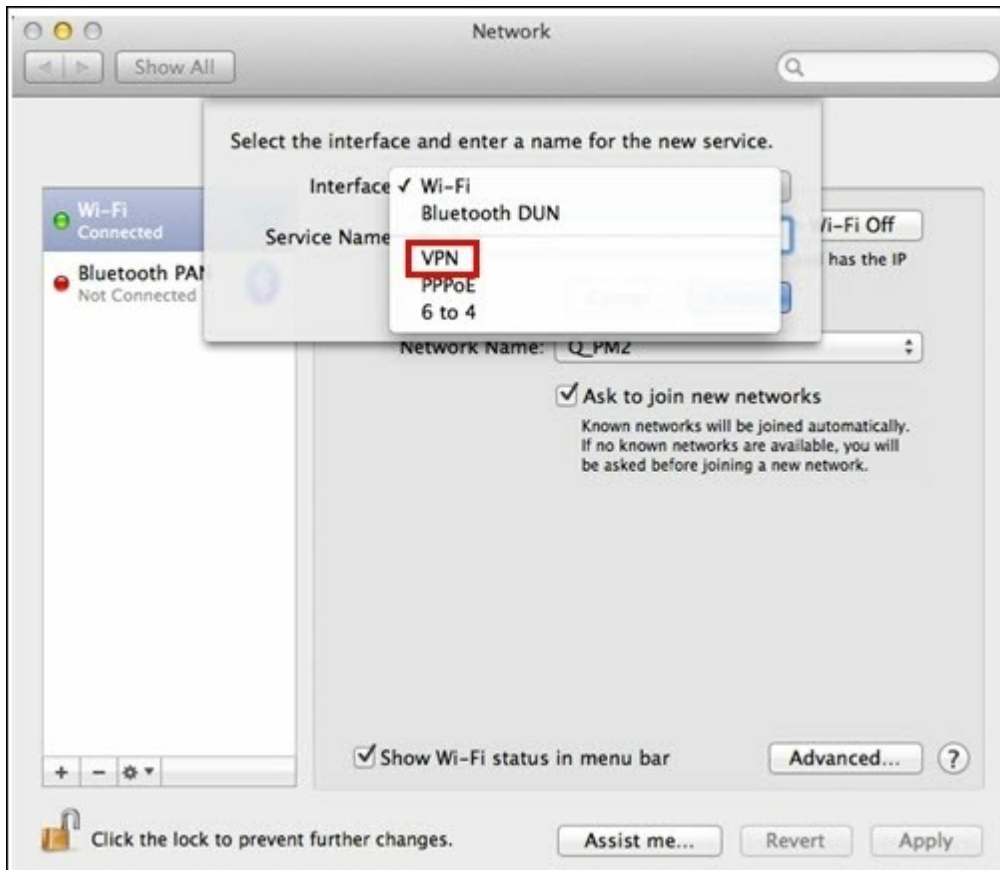 Network
Show All
Select the interface and enter a name for the new service.
Interface ✓ Wi-Fi
Bluetooth DUN
Service Name
VPN
PPPoE
6 to 4
Wi-Fi
Connected
Bluetooth PAN
Not Connected
i-Fi Off
has the IP
Network Name: Q_PM2
Ask to join new networks
Known networks will be joined automatically.
If no known networks are available, you will
be asked before joining a new network.
Show Wi-Fi status in menu bar
Advanced...
?
+ −
Click the lock to prevent further changes.
Assist me...
Revert
Apply